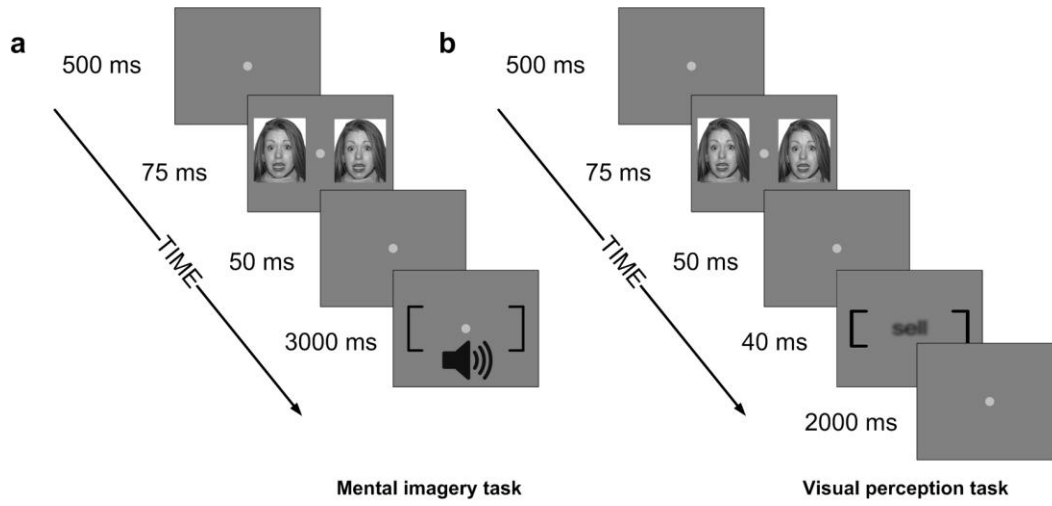 a
500 ms
75 ms
TIME
50 ms
3000 ms
Mental imagery task
b
500 ms
75 ms
TIME
50 ms
sell
40 ms
2000 ms
Visual perception task